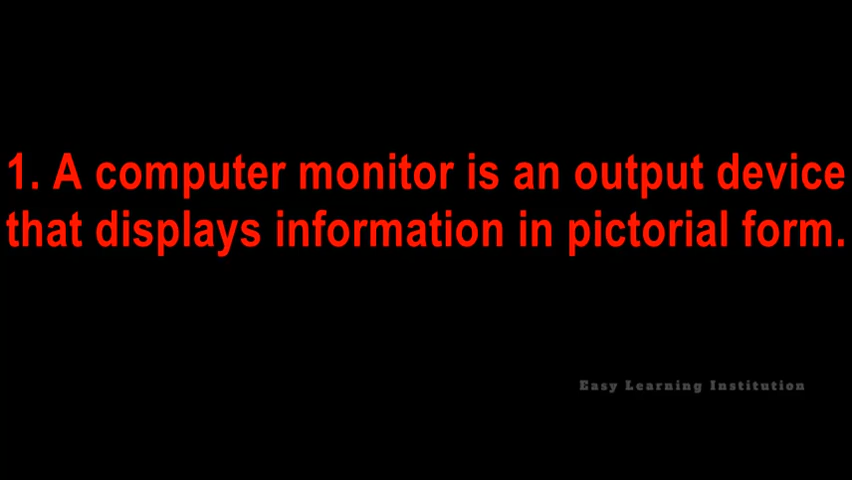 1. A computer monitor is an output device
that displays information in pictorial form.
Easy Learning Institution